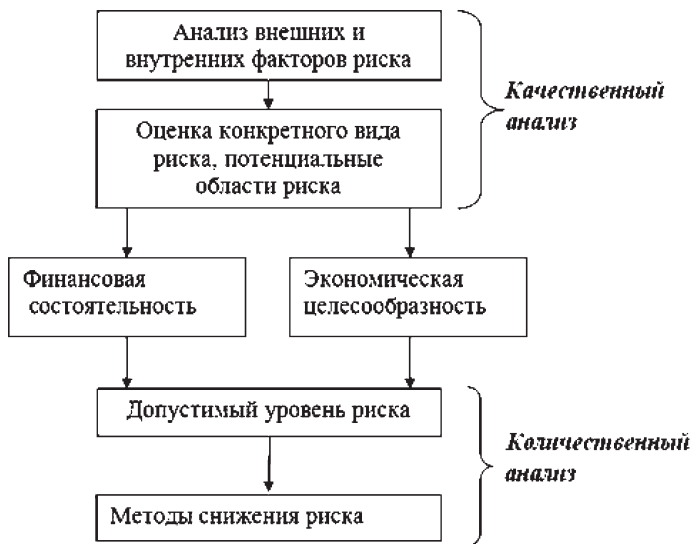 Анализ внешних и
внутренних факторов риска
Качественный
анализ
Оценка конкретного вида
риска, потенциальные
области риска
Финансовая
состоятельность
Экономическая
целесообразность
Допустимый уровень риска
Количественный
анализ
Методы снижения риска